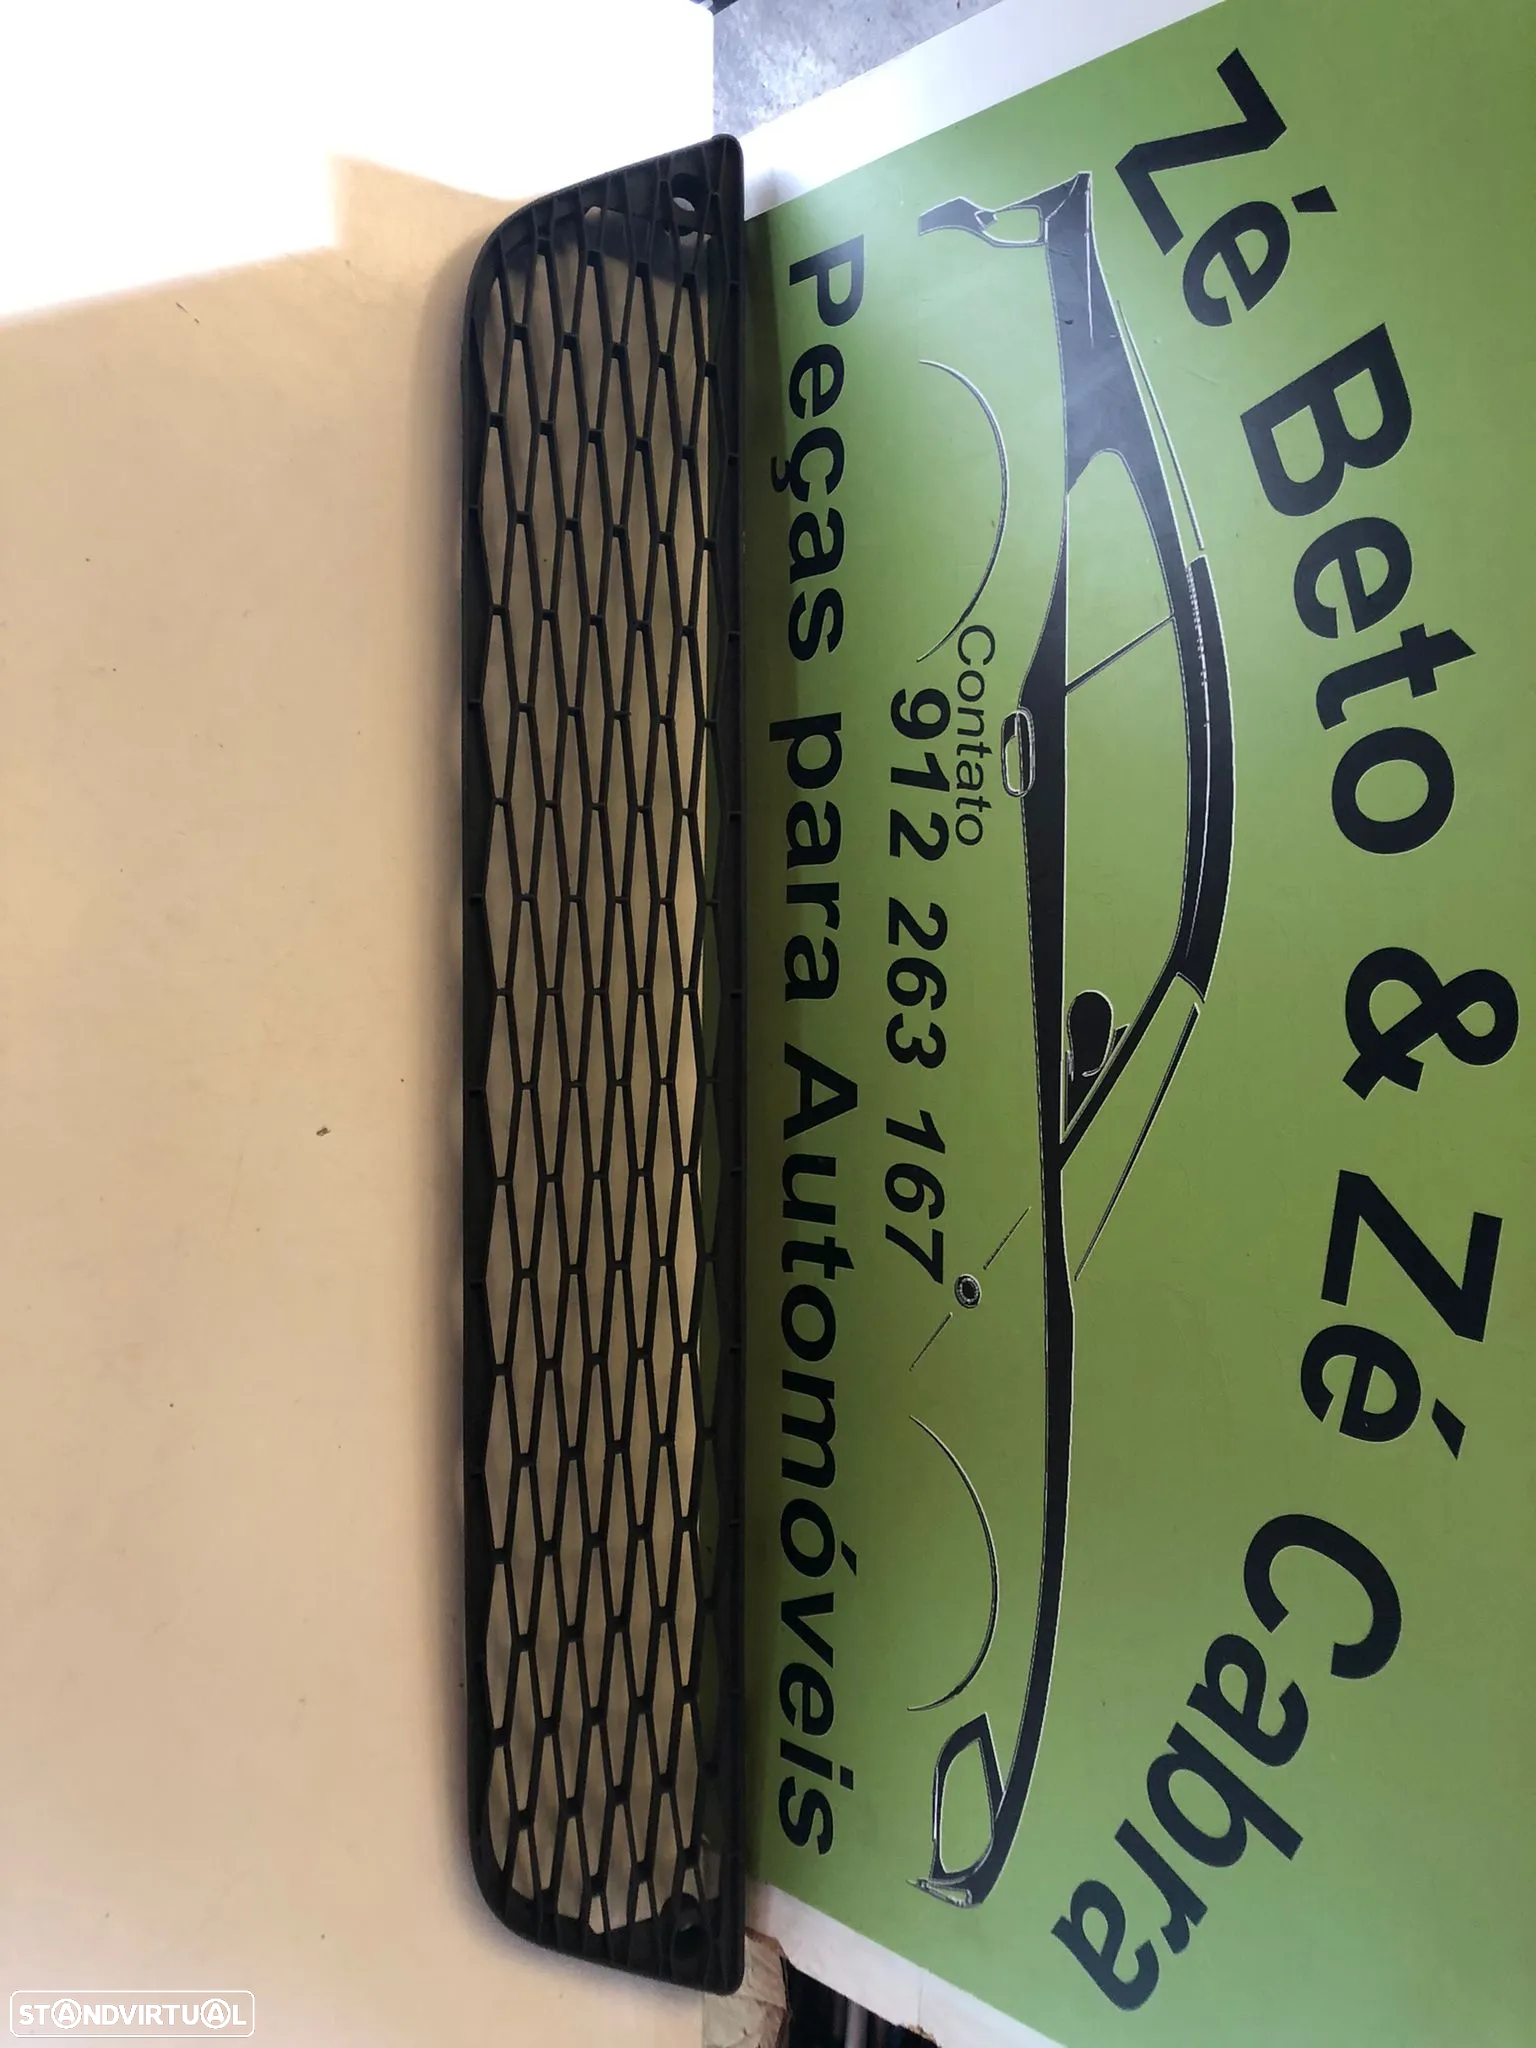 Zé Beto & Zé Cabra
Contato
912 263 167
Peças para Automóveis
STANDVIRTUAL